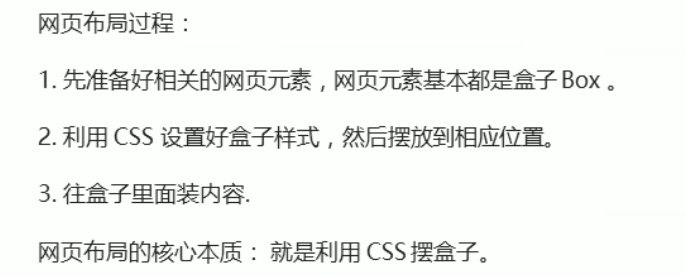 网页布局过程：
1. 先准备好相关的网页元素，网页元素基本都是盒子 Box 。
2. 利用 CSS 设置好盒子样式，然后摆放到相应位置。
3. 往盒子里面装内容.
网页布局的核心本质： 就是利用 CSS 摆盒子。